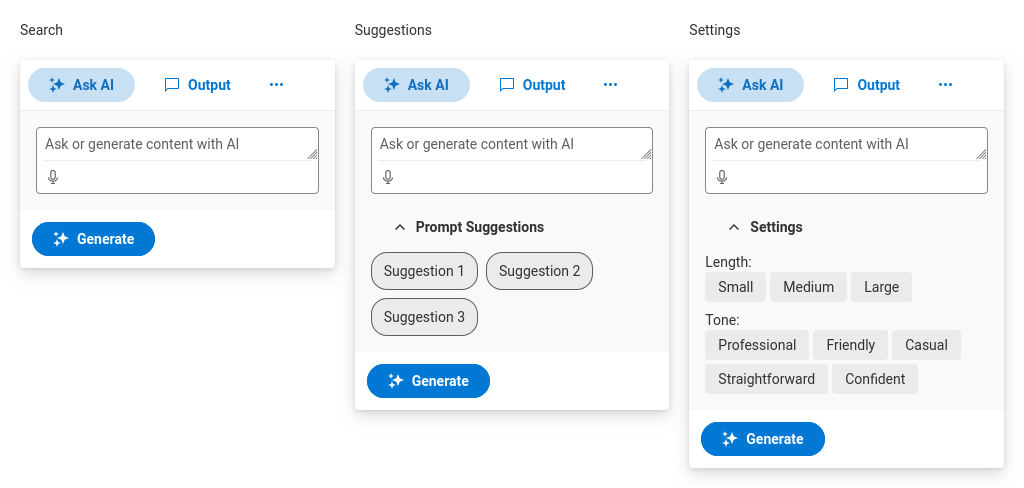 Search
Ask AI Output ···
Ask or generate content with AI
Generate
Suggestions
Ask AI Output ···
Ask or generate content with AI
Prompt Suggestions
Suggestion 1 Suggestion 2
Suggestion 3
Generate
Settings
Ask AI Output ···
Ask or generate content with AI
Settings
Length:
Small Medium Large
Tone:
Professional Friendly Casual
Straightforward Confident
Generate